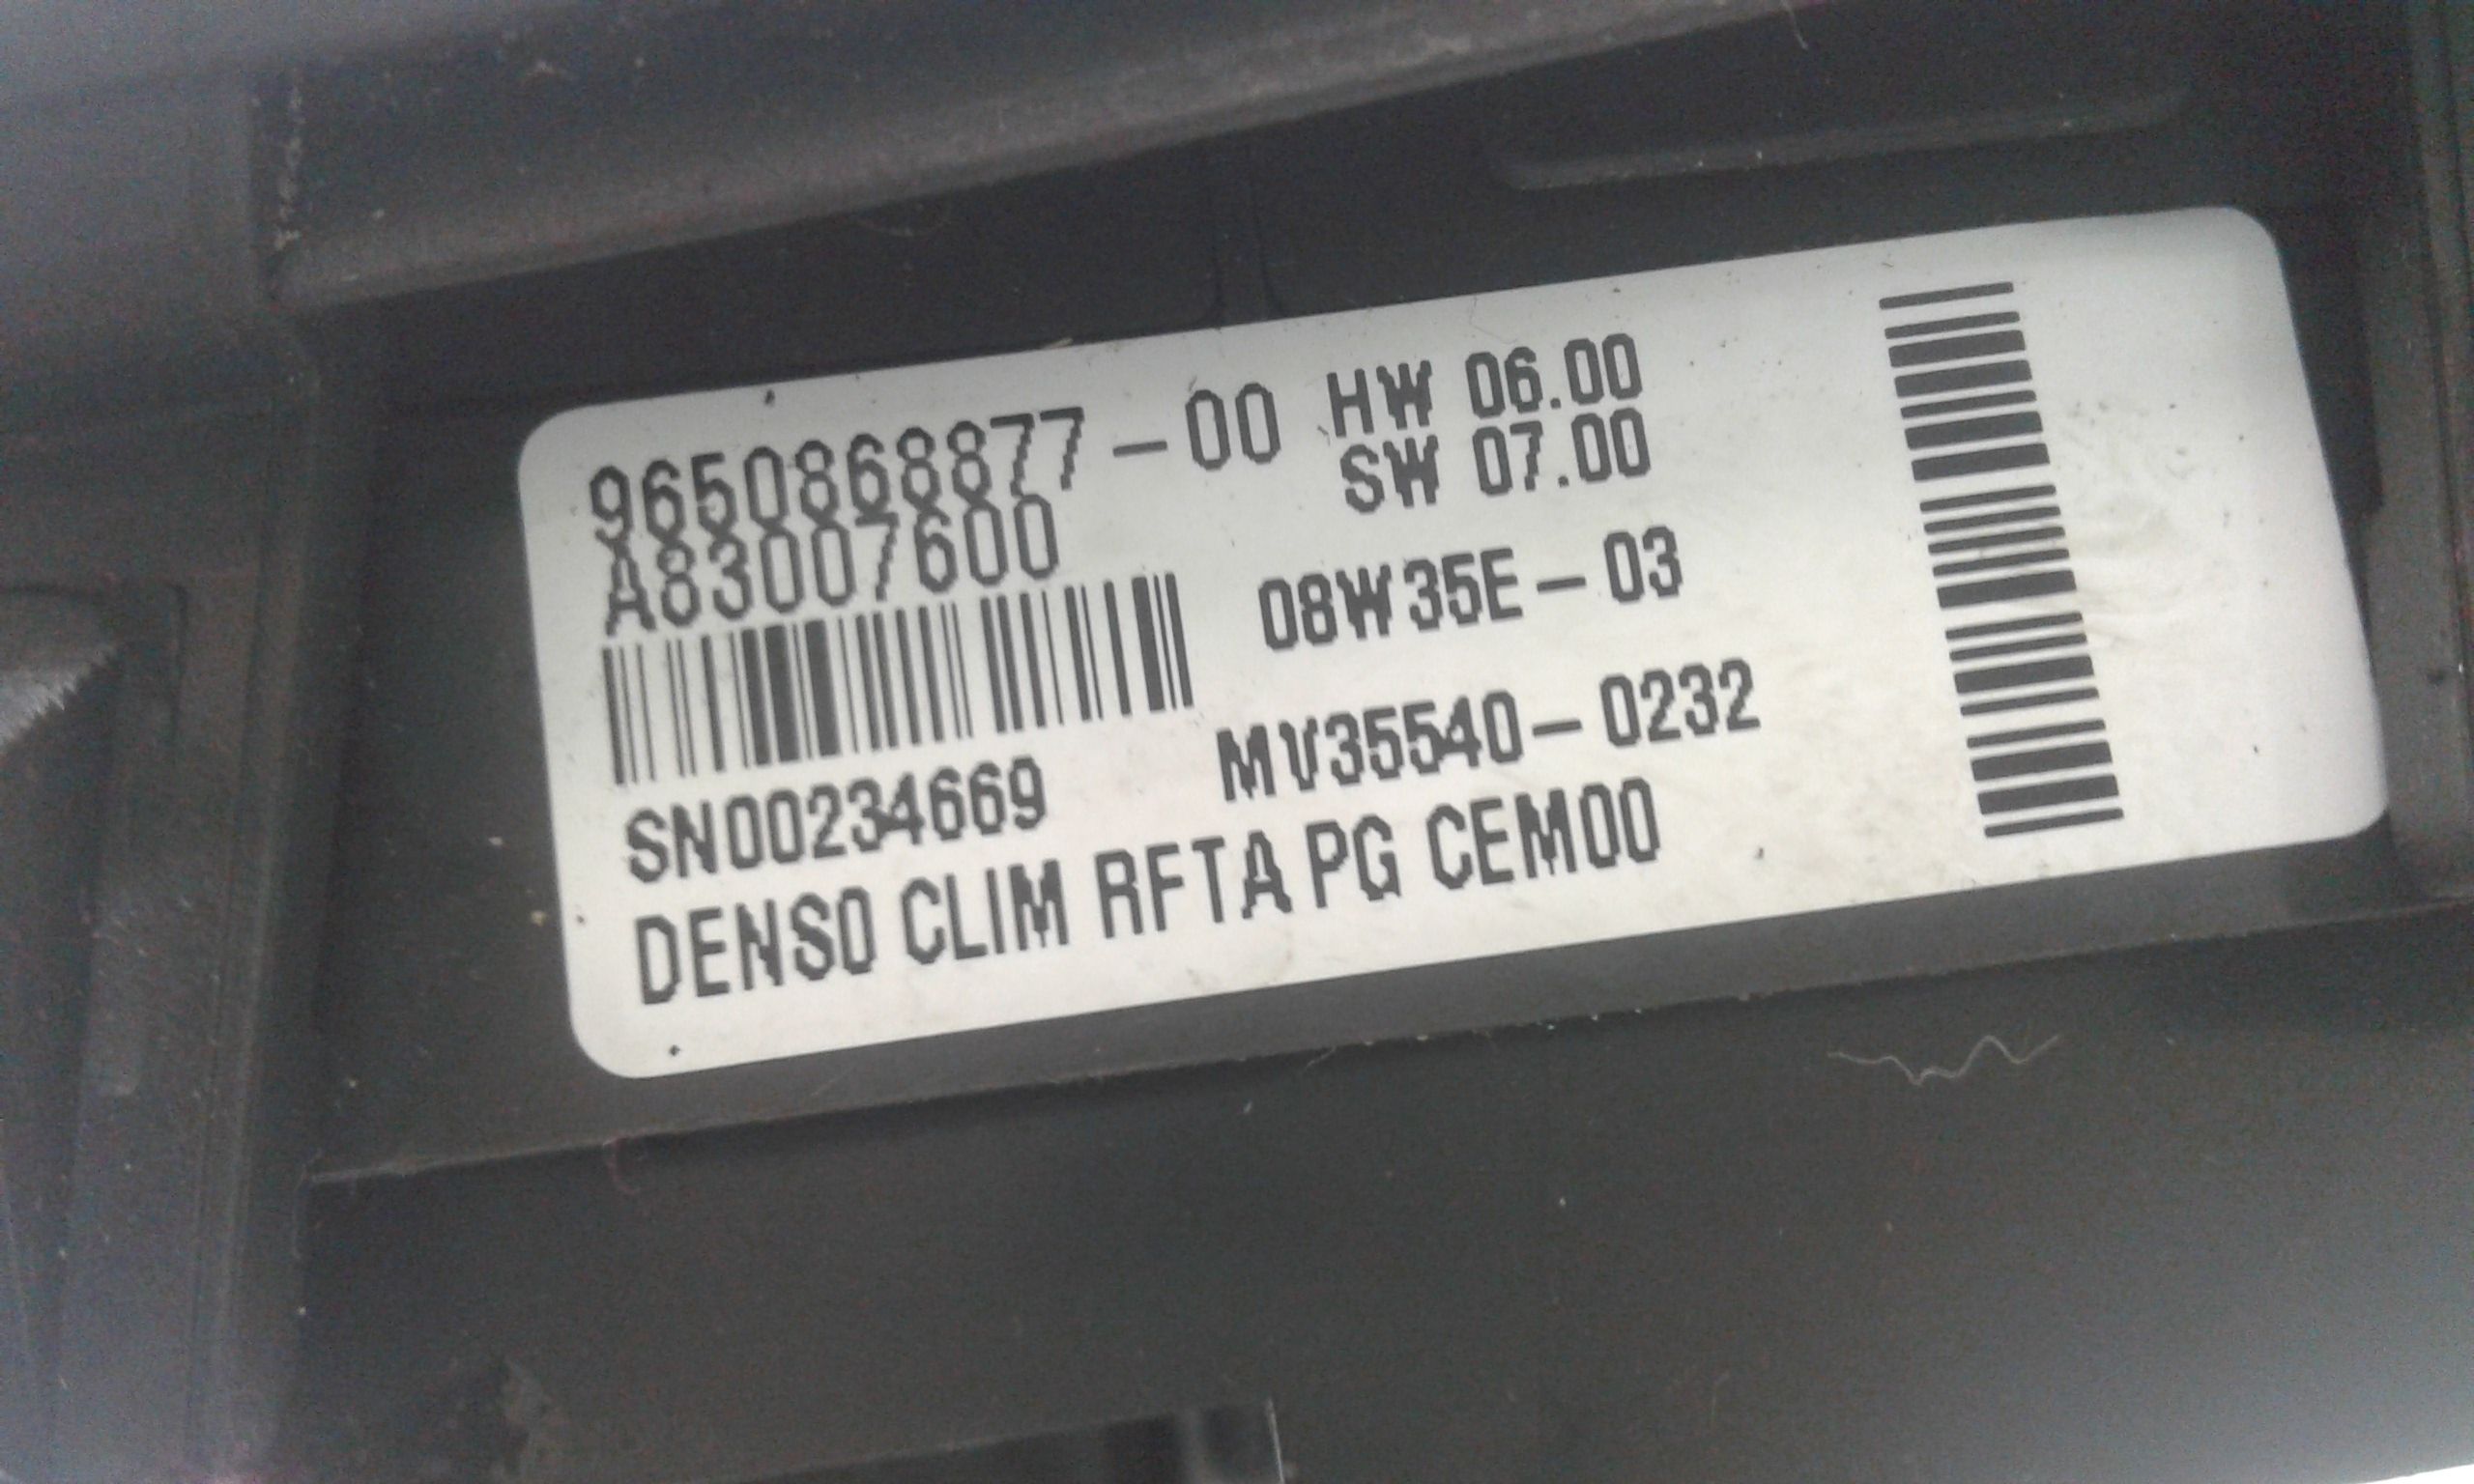 9650868877-00 HW 06.00
SW 07.00
A83007600
08W35E-03
SN00234669 MV35540-0232
DENSO CLIM RFTA PG CEM00